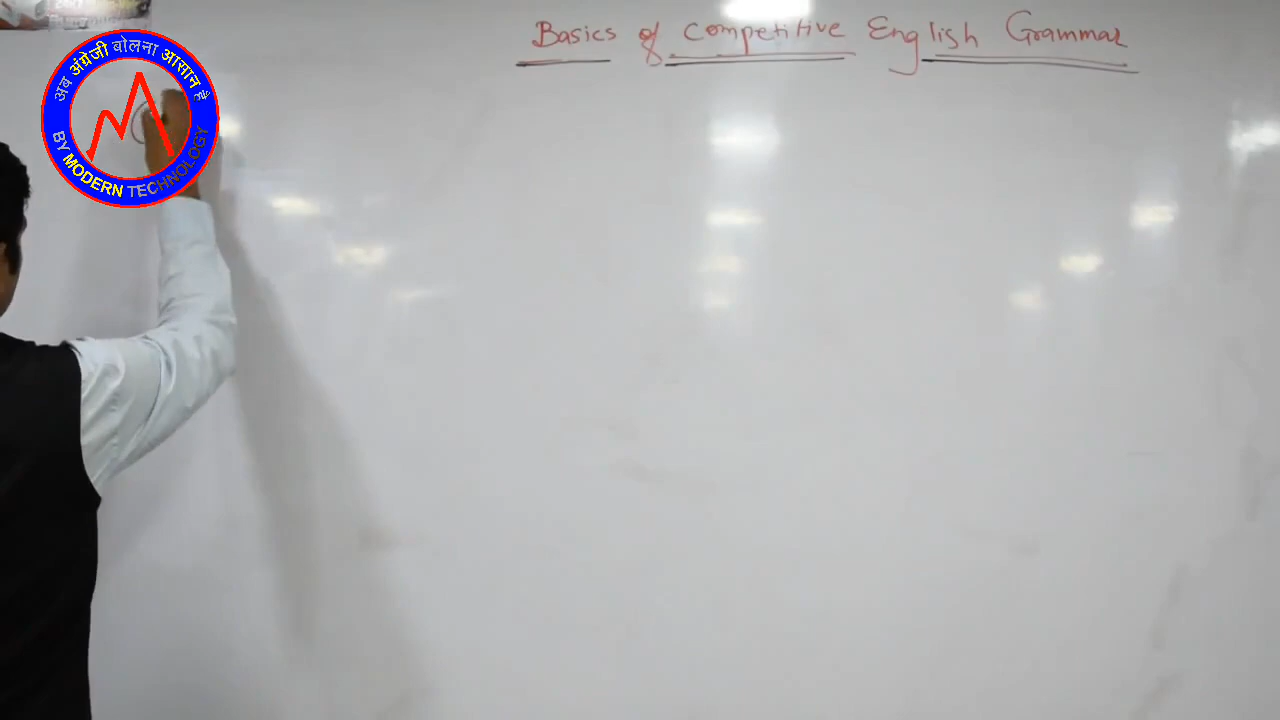 Basics of Competitive English Grammar
अब अंग्रेजी बोलना आसान है
BY MODERN TECHNOLOGY